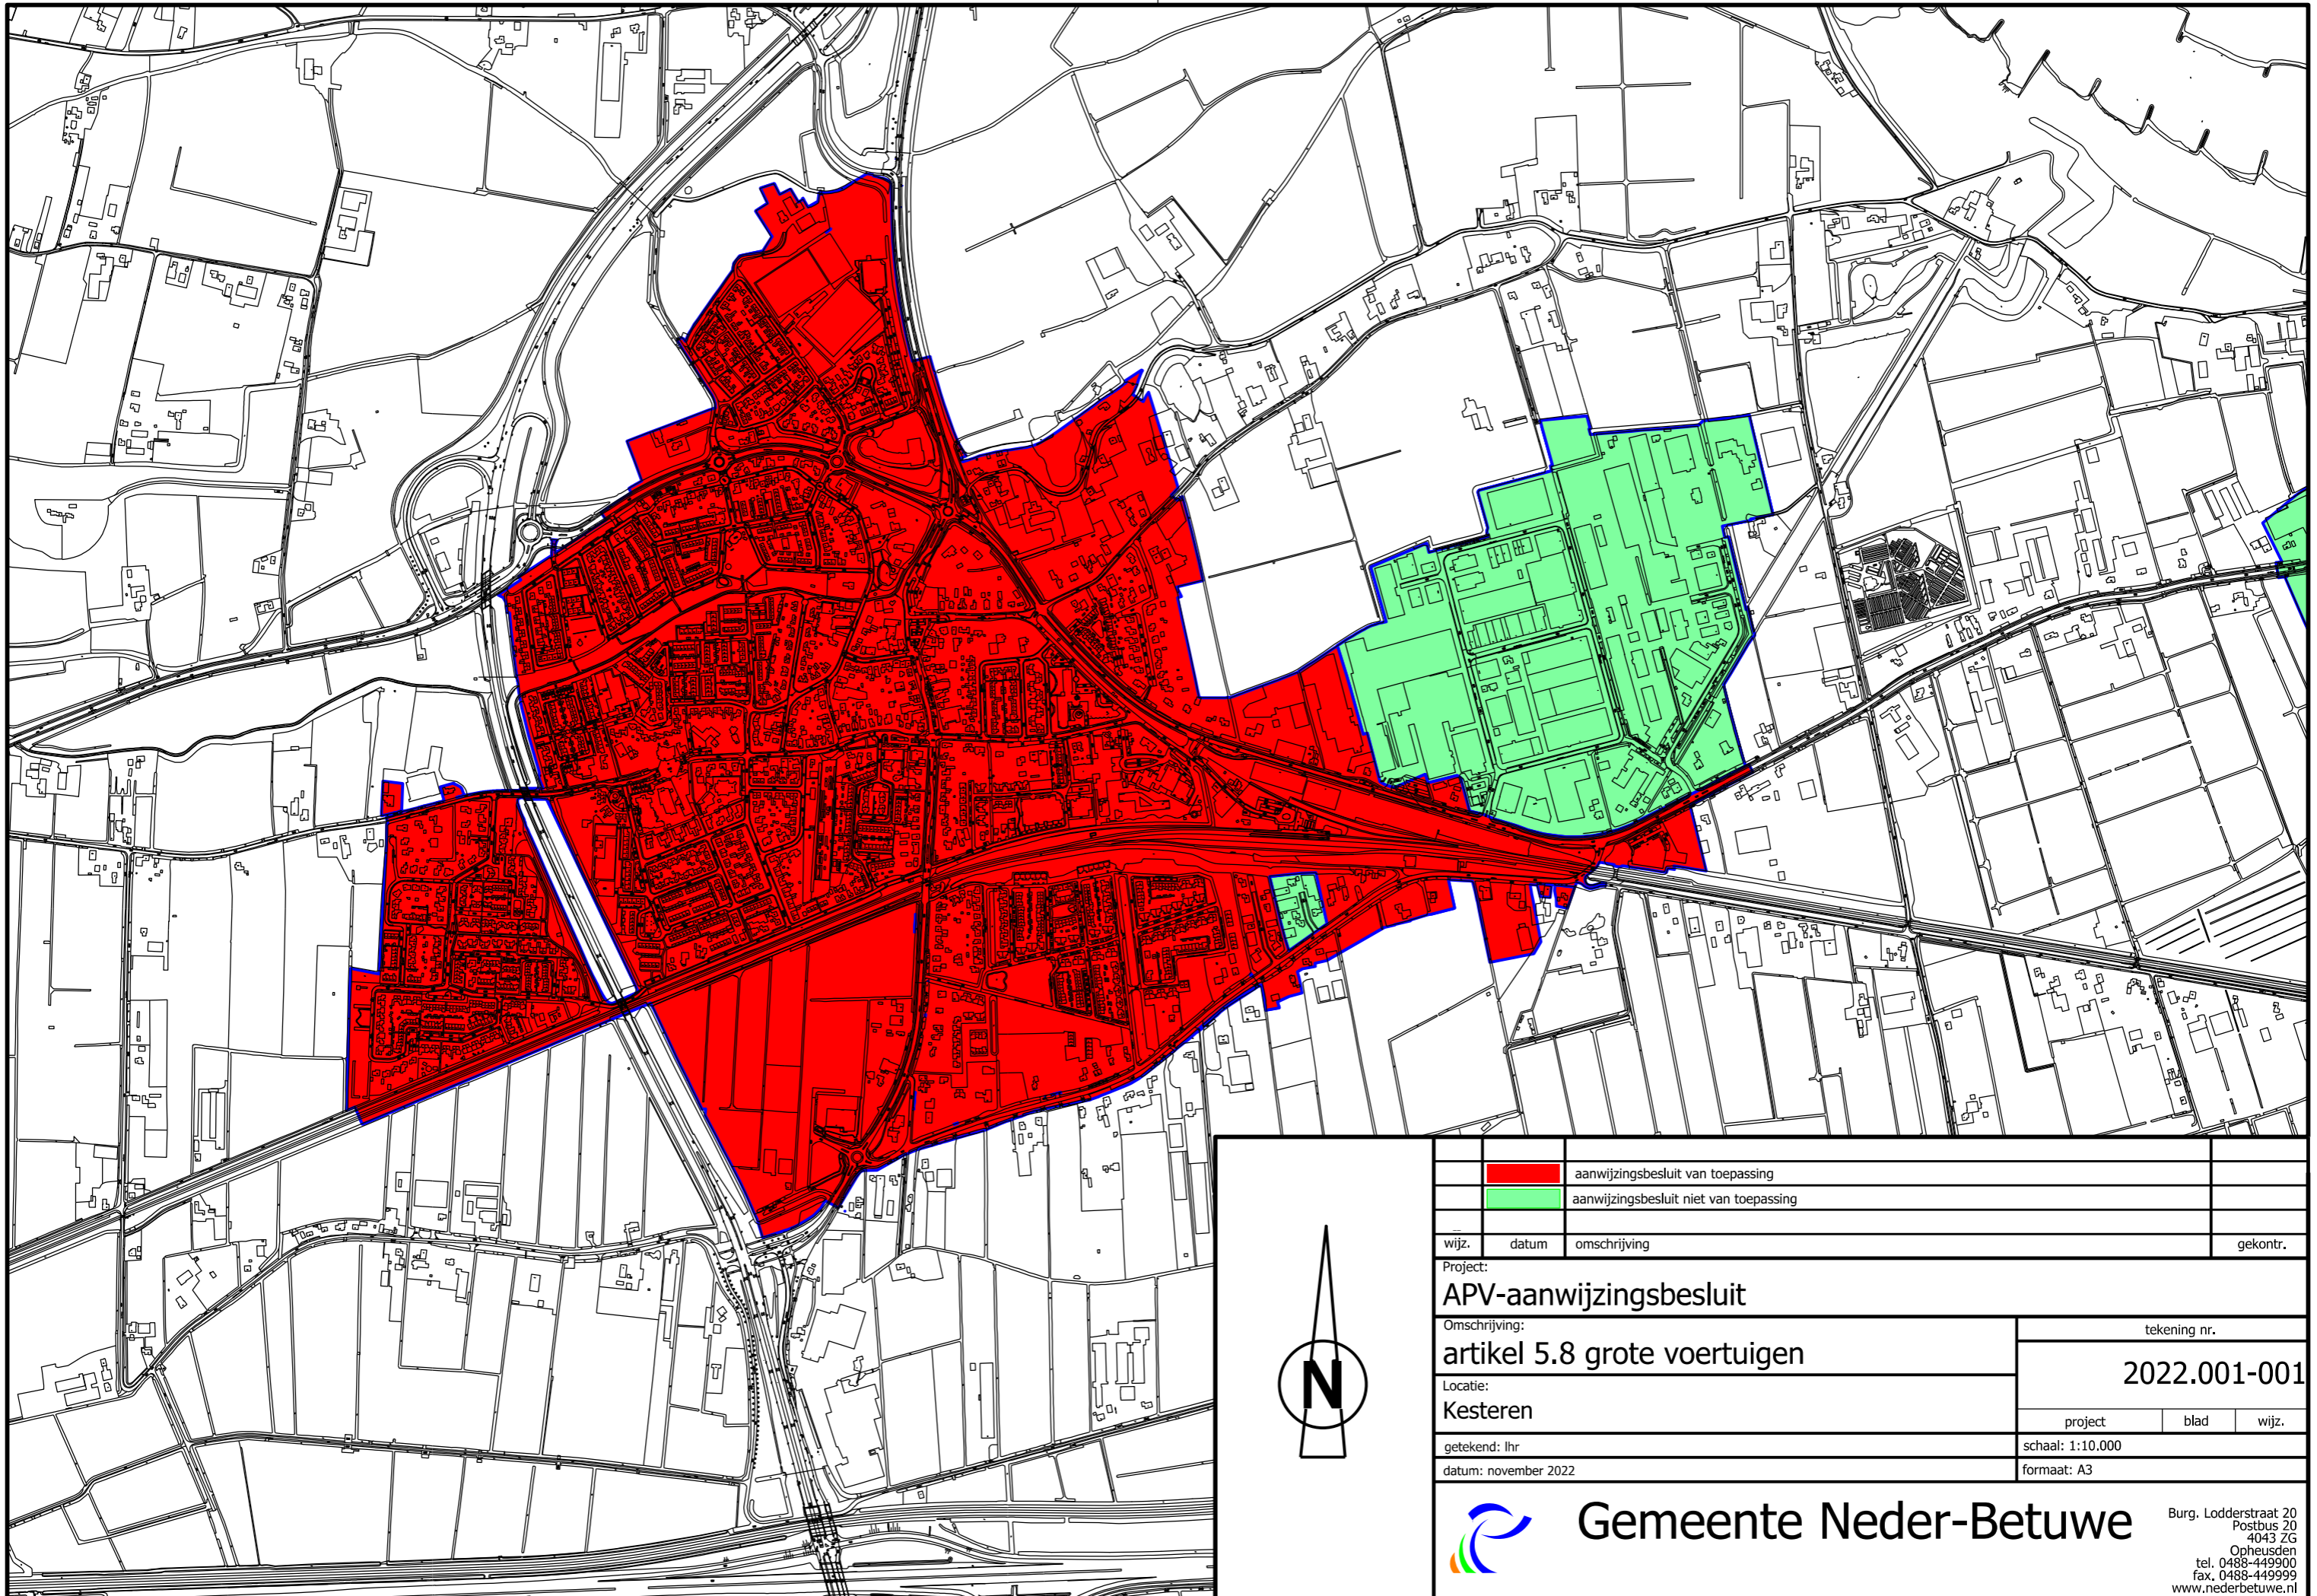 aanwijzingsbesluit van toepassing
aanwijzingsbesluit niet van toepassing
wijz. datum omschrijving gekontr.
Project:
APV-aanwijzingsbesluit
Omschrijving:
artikel 5.8 grote voertuigen
tekening nr.
2022.001-001
Locatie:
Kesteren
project blad wijz.
getekend: lhr
schaal: 1:10.000
datum: november 2022
formaat: A3
N
Gemeente Neder-Betuwe
Burg. Lodderstraat 20
Postbus 20
4043 ZG
Opheusden
tel. 0488-449900
fax. 0488-449999
www.nederbetuwe.nl